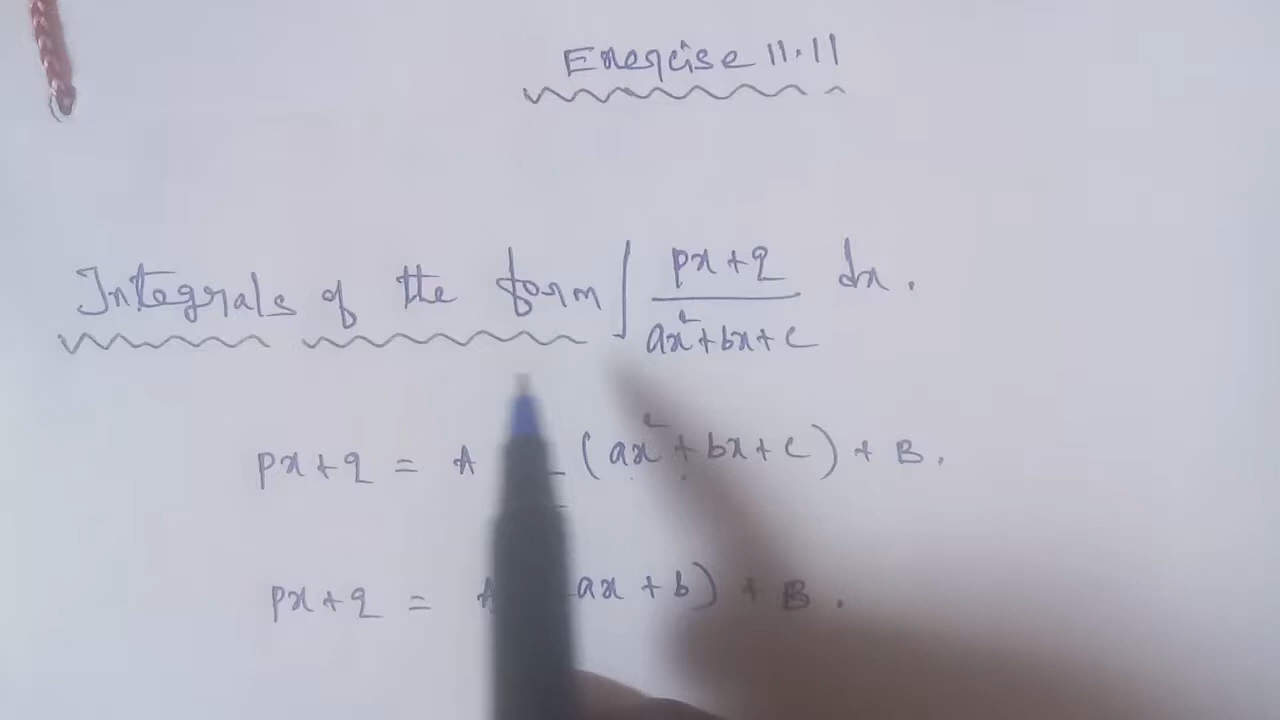 Exercise 11.11
Integrals of the form ∫ (px+q)/(ax²+bx+c) dx.
px+q = A (ax²+bx+c) + B.
px+q = A ax + b) + B.